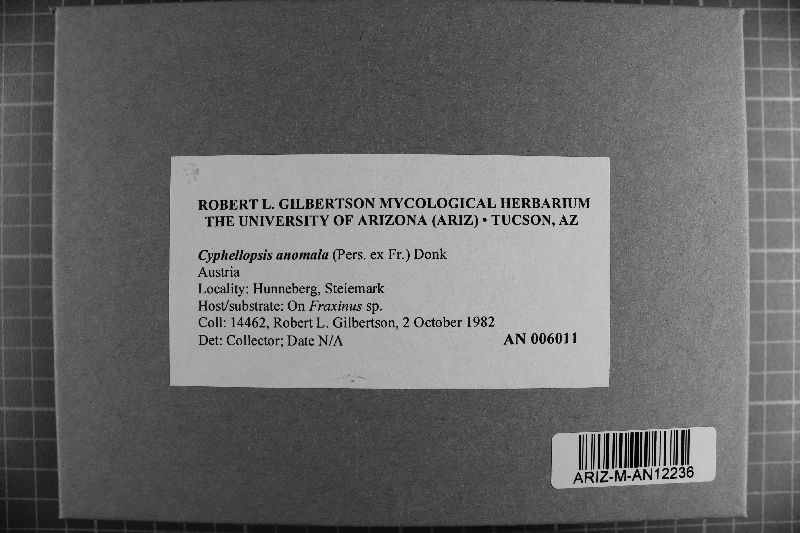 ROBERT L. GILBERTSON MYCOLOGICAL HERBARIUM
THE UNIVERSITY OF ARIZONA (ARIZ) • TUCSON, AZ
Cyphellopsis anomala (Pers. ex Fr.) Donk
Austria
Locality: Hunneberg, Steiemark
Host/substrate: On Fraxinus sp.
Coll: 14462, Robert L. Gilbertson, 2 October 1982
Det: Collector; Date N/A AN 006011
ARIZ-M-AN12236